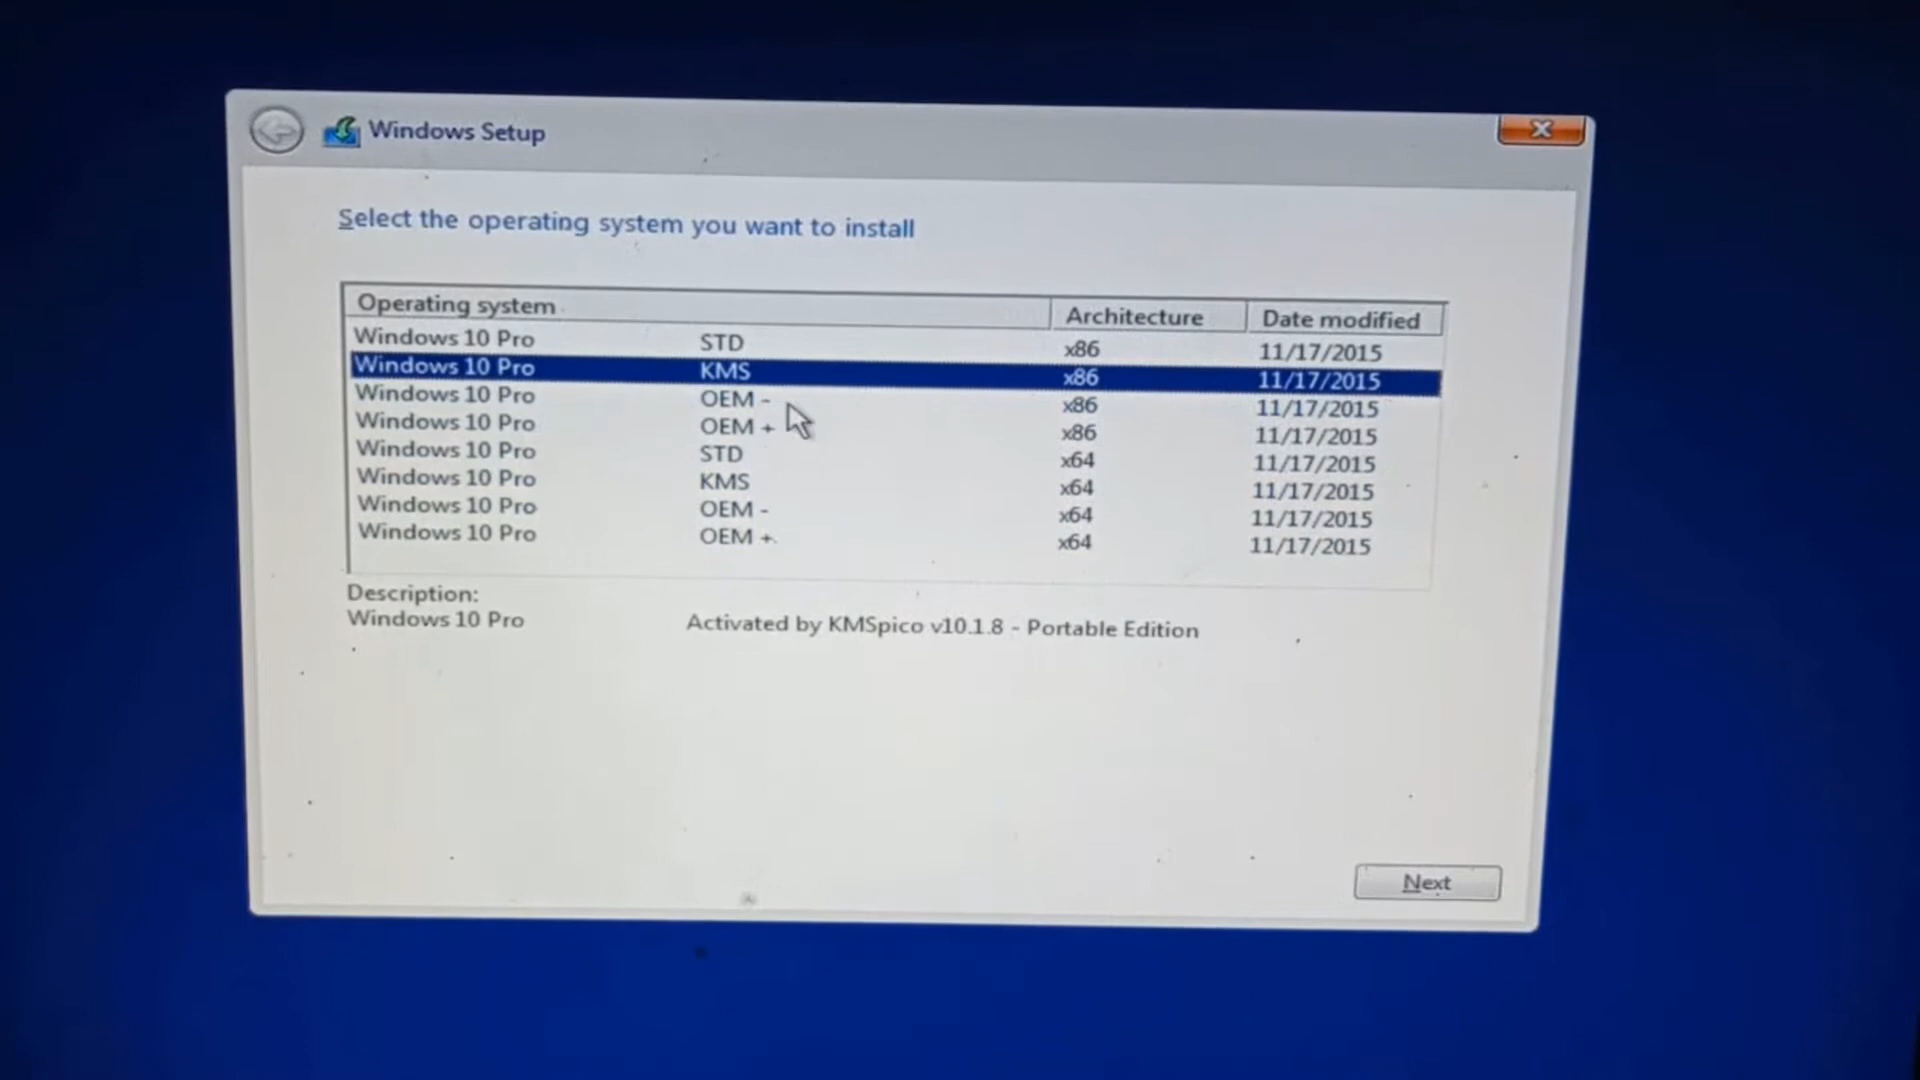 Windows Setup
Select the operating system you want to install
Operating system Architecture Date modified
Windows 10 Pro STD x86 11/17/2015
Windows 10 Pro KMS x86 11/17/2015
Windows 10 Pro OEM - x86 11/17/2015
Windows 10 Pro OEM + x86 11/17/2015
Windows 10 Pro STD x64 11/17/2015
Windows 10 Pro KMS x64 11/17/2015
Windows 10 Pro OEM - x64 11/17/2015
Windows 10 Pro OEM + x64 11/17/2015
Description:
Windows 10 Pro Activated by KMSpico v10.1.8 - Portable Edition
Next